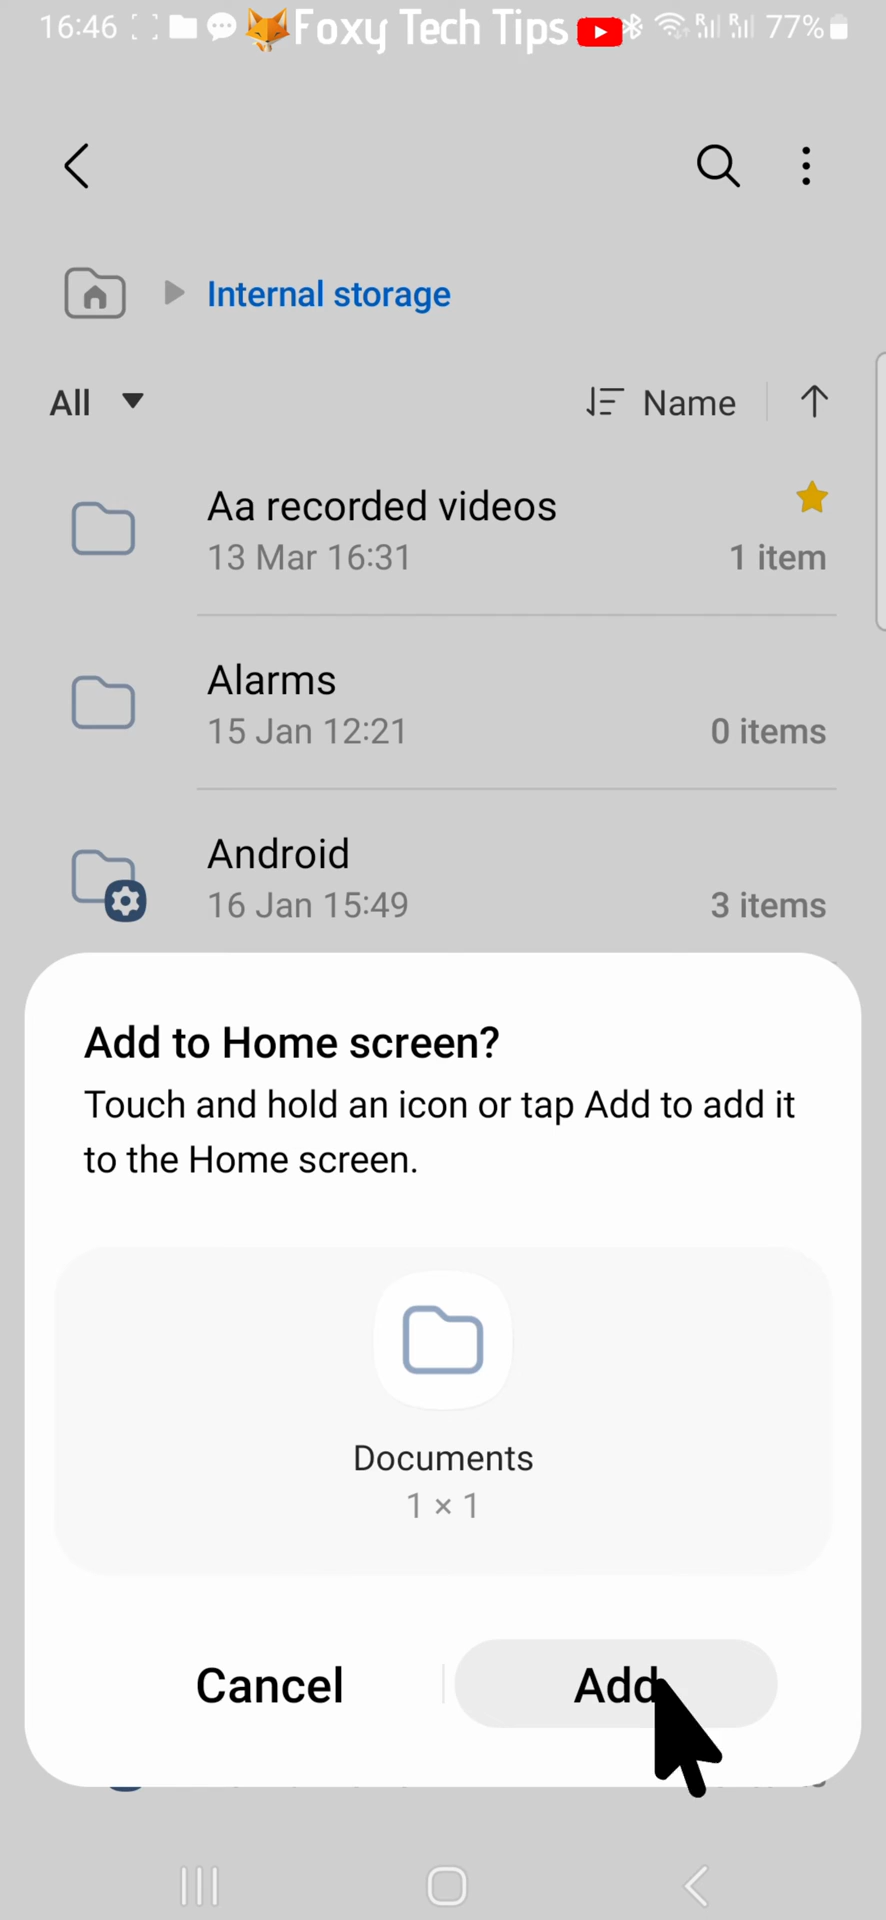 16:46 Foxy Tech Tips 77%
Internal storage
All Name
Aa recorded videos
13 Mar 16:31 1 item
Alarms
15 Jan 12:21 0 items
Android
16 Jan 15:49 3 items
Add to Home screen?
Touch and hold an icon or tap Add to add it
to the Home screen.
Documents
1 × 1
Cancel Add